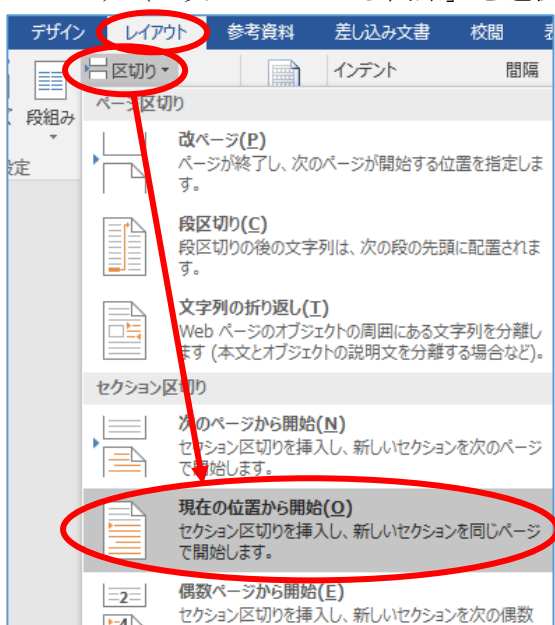 デザイン レイアウト 参考資料 差し込み文書 校閲
区切り インデント 間隔
段組み
ページ区切り
改ページ(P)
ページが終了し、次のページが開始する位置を指定しま
す。
段区切り(C)
段区切りの後の文字列は、次の段の先頭に配置されま
す。
文字列の折り返し(T)
Web ページのオブジェクトの周囲にある文字列を分離し
ます (本文とオブジェクトの説明文を分離する場合など)。
セクション区切り
次のページから開始(N)
セクション区切りを挿入し、新しいセクションを次のページ
で開始します。
現在の位置から開始(O)
セクション区切りを挿入し、新しいセクションを同じページ
で開始します。
偶数ページから開始(E)
セクション区切りを挿入し、新しいセクションを次の偶数